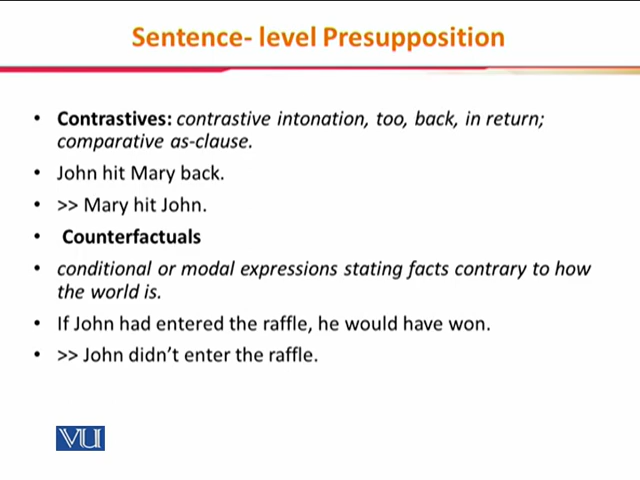 Sentence- level Presupposition
• Contrastives: contrastive intonation, too, back, in return;
comparative as-clause.
• John hit Mary back.
• >> Mary hit John.
• Counterfactuals
• conditional or modal expressions stating facts contrary to how
the world is.
• If John had entered the raffle, he would have won.
• >> John didn’t enter the raffle.
VU